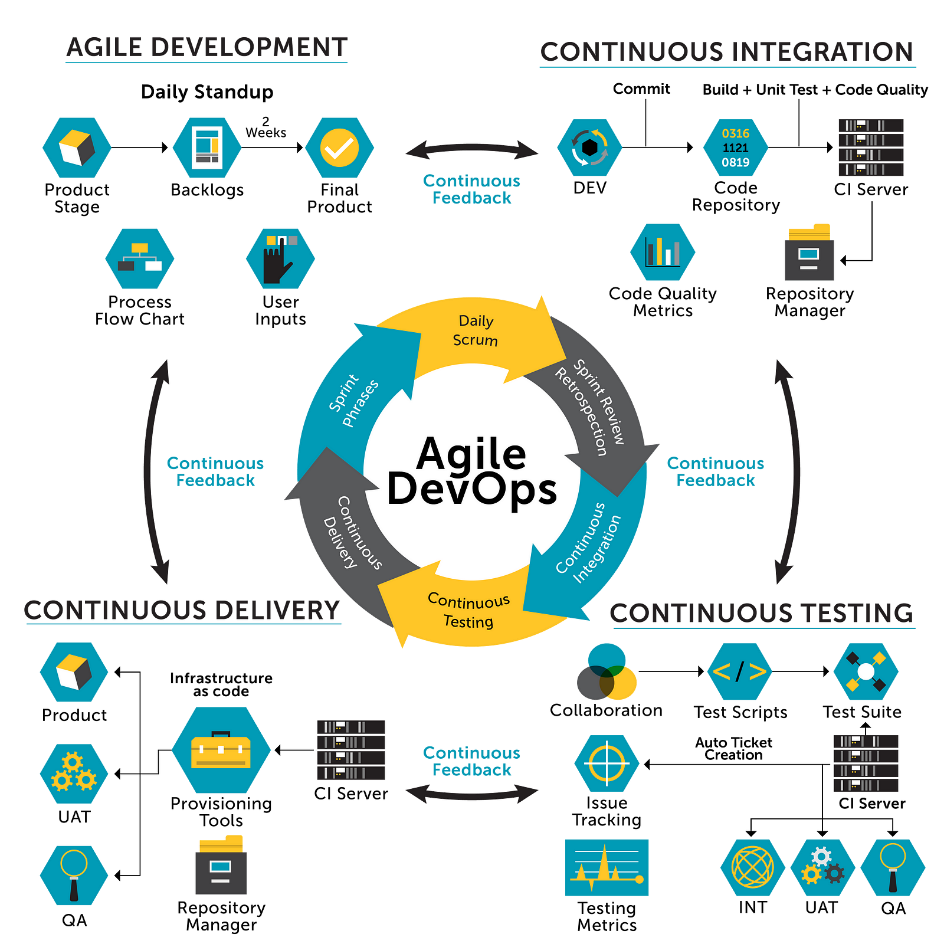 AGILE DEVELOPMENT
Daily Standup
2
Weeks
Product
Stage
Backlogs
Final
Product
Process
Flow Chart
User
Inputs
Continuous
Feedback
CONTINUOUS INTEGRATION
Commit
Build + Unit Test + Code Quality
0316
1121
0819
DEV
Code
Repository
CI Server
Code Quality
Metrics
Repository
Manager
Daily
Scrum
Sprint Review
Retrospection
Continuous
Integration
Continuous
Testing
Continuous
Delivery
Sprint
Phrases
Agile
DevOps
Continuous
Feedback
Continuous
Feedback
CONTINUOUS DELIVERY
Product
Infrastructure
as code
UAT
Provisioning
Tools
CI Server
QA
Repository
Manager
Continuous
Feedback
CONTINUOUS TESTING
Collaboration
</>
Test Scripts
Test Suite
Auto Ticket
Creation
Issue
Tracking
CI Server
Testing
Metrics
INT
UAT
QA